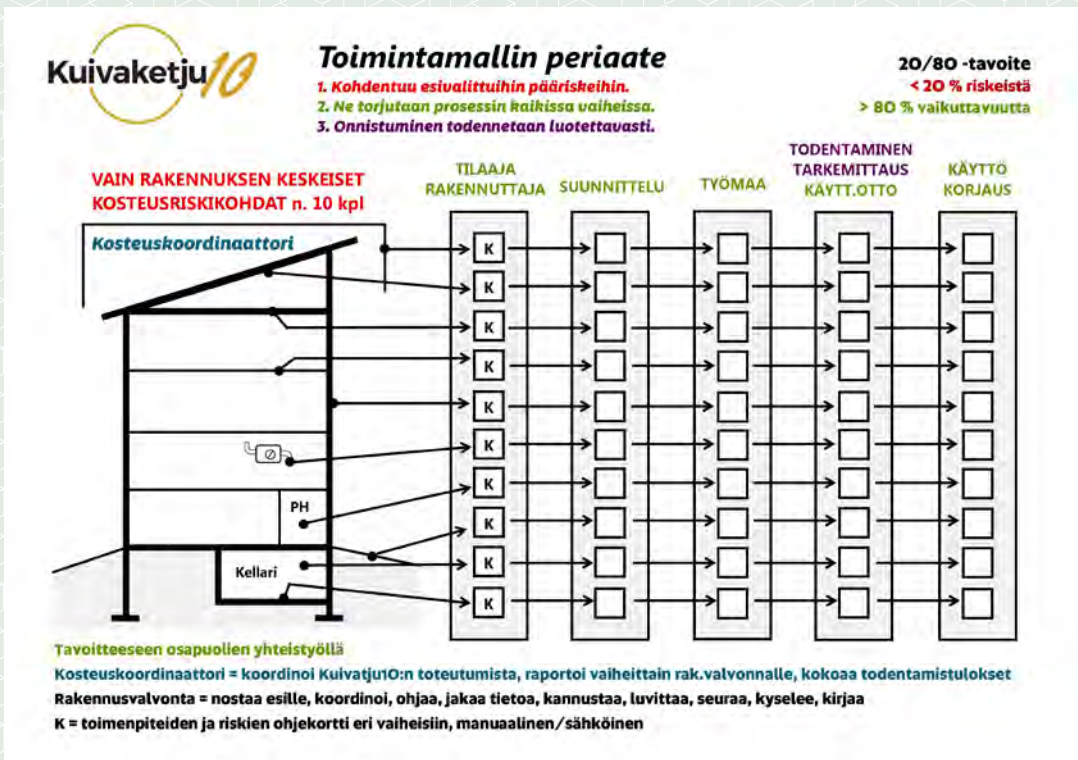 Kuivaketju10
Toimintamallin periaate
1. Kohdentuu esivalittuihin pääriskeihin.
2. Ne torjutaan prosessin kaikissa vaiheissa.
3. Onnistuminen todennetaan luotettavasti.
20/80 -tavoite
< 20 % riskeistä
> 80 % vaikuttavuutta
VAIN RAKENNUKSEN KESKEISET
KOSTEUSRISKIKOHDAT n. 10 kpl
TILAAJA
RAKENNUTTAJA
SUUNNITTELU
TYÖMAA
TODENTAMINEN
TARKEMITTAUS
KÄYTT.OTTO
KÄYTTÖ
KORJAUS
Kosteuskoordinaattori
K
K
K
K
K
K
K
K
K
K
PH
Kellari
Tavoitteeseen osapuolien yhteistyöllä
Kosteuskoordinaattori = koordinoi Kuivatju10:n toteutumista, raportoi vaiheittain rak.valvonnalle, kokoaa todentamistulokset
Rakennusvalvonta = nostaa esille, koordinoi, ohjaa, jakaa tietoa, kannustaa, luvittaa, seuraa, kyselee, kirjaa
K = toimenpiteiden ja riskien ohjekortti eri vaiheisiin, manuaalinen/sähköinen